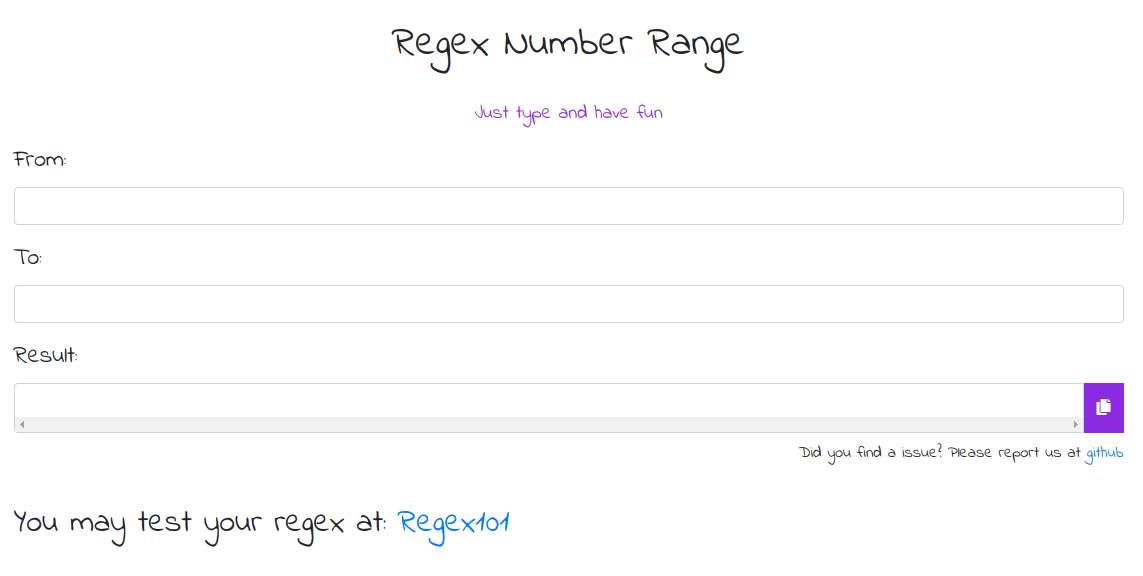 Regex Number Range
Just type and have fun
From:
To:
Result:
Did you find a issue? Please report us at github
You may test your regex at: Regex101